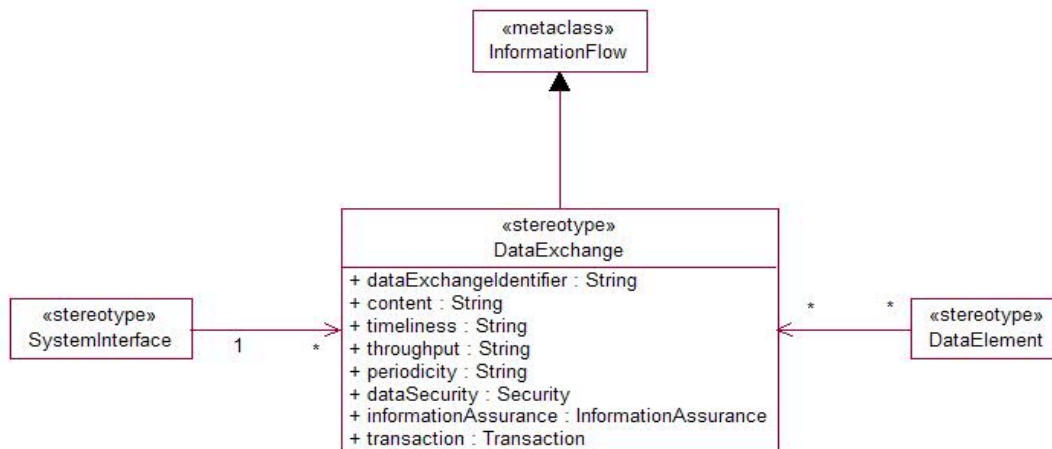 «metaclass»
InformationFlow
«stereotype»
DataExchange
+ dataExchangeIdentifier : String
+ content : String
+ timeliness : String
+ throughput : String
+ periodicity : String
+ dataSecurity : Security
+ informationAssurance : InformationAssurance
+ transaction : Transaction
«stereotype»
SystemInterface
1
*
*
*
«stereotype»
DataElement